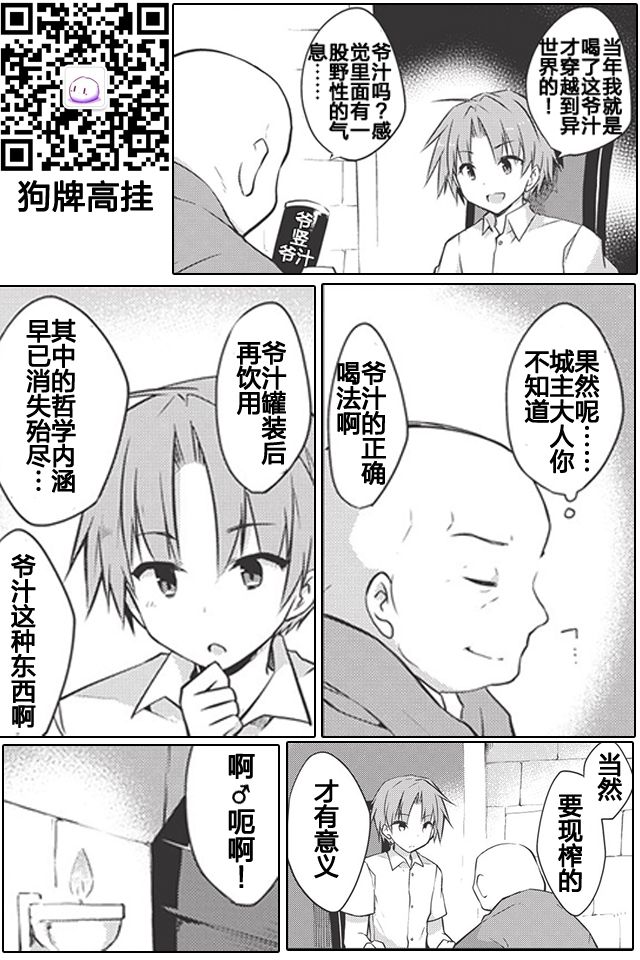 狗牌高挂
当年我就是
喝了这爷汁
才穿越到异
世界的！
爷汁吗？感
觉里面有一
股野性的气
息……
爷
竖汁
爷
果然呢……
城主大人你
不知道
爷汁的正确
喝法啊
爷汁罐装后
再饮用
其中的哲学内涵
早已消失殆尽…
爷汁这种东西啊
当然
要现榨的
才有意义
啊♂呃啊！